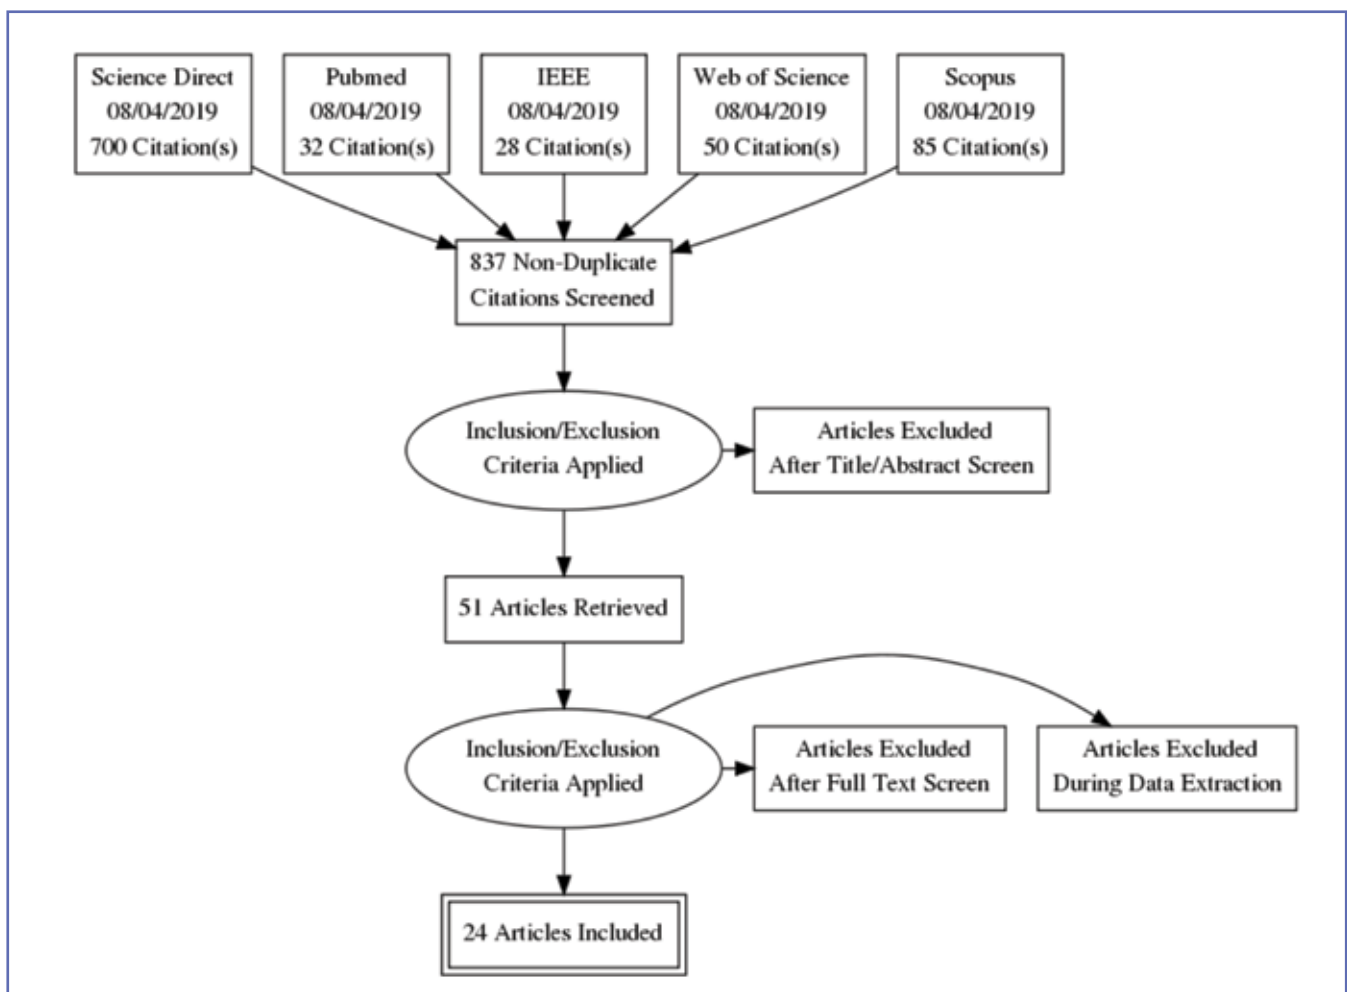 Science Direct
08/04/2019
700 Citation(s)
Pubmed
08/04/2019
32 Citation(s)
IEEE
08/04/2019
28 Citation(s)
Web of Science
08/04/2019
50 Citation(s)
Scopus
08/04/2019
85 Citation(s)
837 Non-Duplicate
Citations Screened
Inclusion/Exclusion
Criteria Applied
Articles Excluded
After Title/Abstract Screen
51 Articles Retrieved
Inclusion/Exclusion
Criteria Applied
Articles Excluded
After Full Text Screen
Articles Excluded
During Data Extraction
24 Articles Included